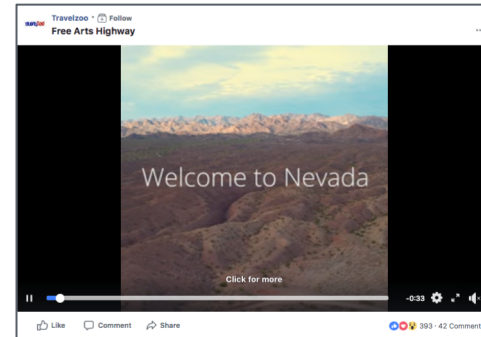 Travelzoo · Follow
Free Arts Highway
Welcome to Nevada
Click for more
-0:33
Like Comment Share 393 · 42 Comment